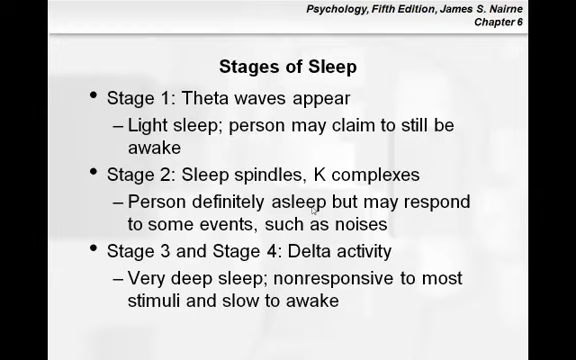 Psychology, Fifth Edition, James S. Nairne
Chapter 6
Stages of Sleep
• Stage 1: Theta waves appear
– Light sleep; person may claim to still be
awake
• Stage 2: Sleep spindles, K complexes
– Person definitely asleep but may respond
to some events, such as noises
• Stage 3 and Stage 4: Delta activity
– Very deep sleep; nonresponsive to most
stimuli and slow to awake